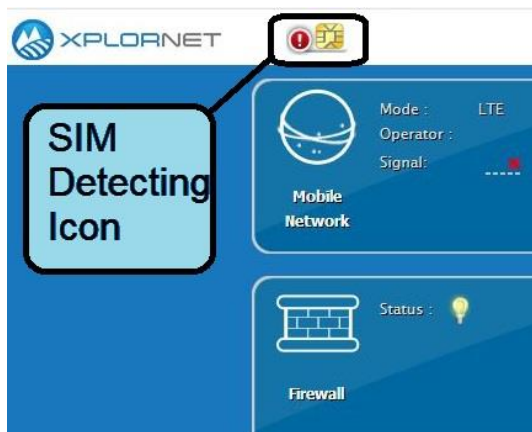 XPLORNET
SIM
Detecting
Icon
Mode : LTE
Operator :
Signal:
Mobile
Network
Status :
Firewall